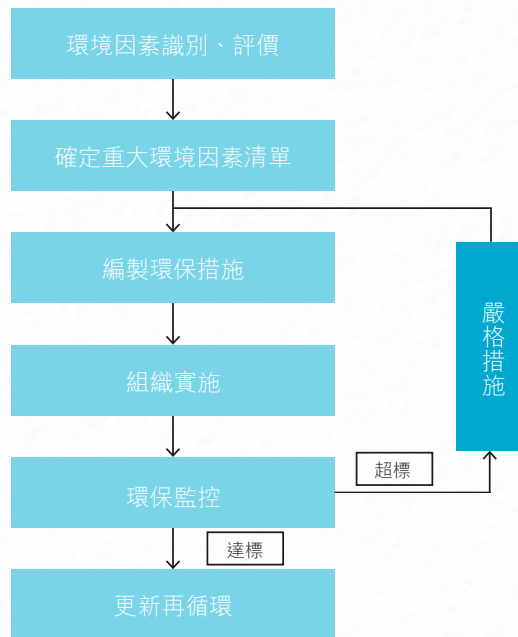 環境因素識別、評價
確定重大環境因素清單
編製環保措施
嚴格措施
組織實施
環保監控
超標
達標
更新再循環